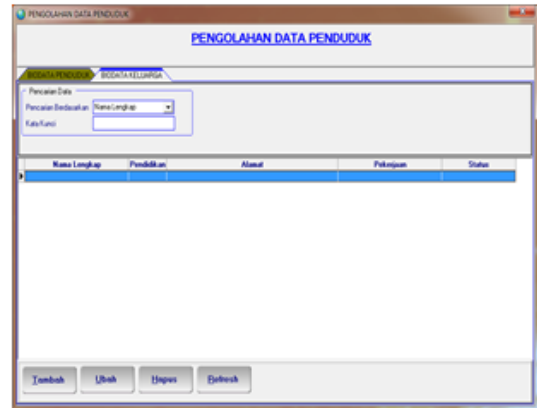 PENGOLAHAN DATA PENDUDUK
PENGOLAHAN DATA PENDUDUK
BIODATA PENDUDUK BIODATA KELUARGA
Pencarian Data
Pencarian Berdasarkan Nama Lengkap
Kata Kunci
Nama Lengkap Pendidikan Alamat Pekerjaan Status
Tambah Ubah Hapus Refresh